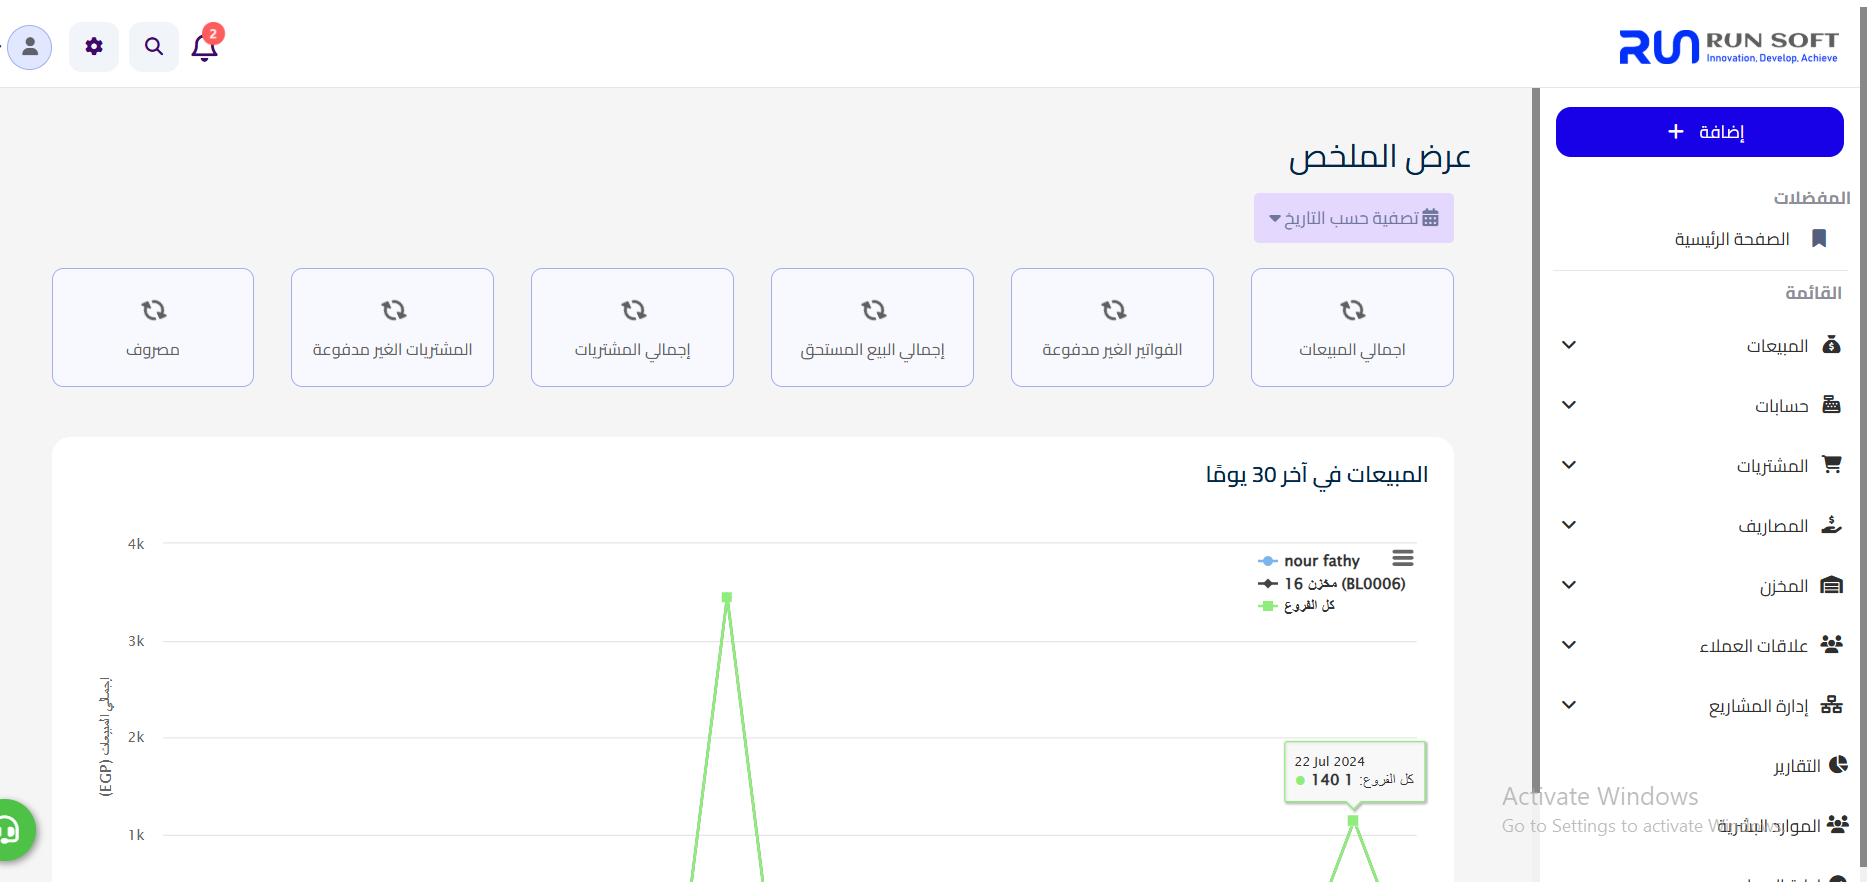 2
RUN RUN SOFT
Innovation, Develop, Achieve
إضافة +
المفضلات
الصفحة الرئيسية
القائمة
المبيعات
حسابات
المشتريات
المصاريف
المخزن
علاقات العملاء
إدارة المشاريع
التقارير
الموارد البشرية
عرض الملخص
تصفية حسب التاريخ
اجمالي المبيعات
الفواتير الغير مدفوعة
إجمالي البيع المستحق
إجمالي المشتريات
المشتريات الغير مدفوعة
مصروف
المبيعات في آخر 30 يومًا
nour fathy
مخزن 16 (BL0006)
كل الفروع
4k
3k
2k
1k
إجمالي المبيعات (EGP)
22 Jul 2024
كل الفروع: 1 140
Activate Windows
Go to Settings to activate Windows.